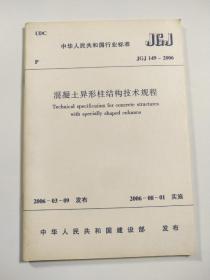 UDC
中华人民共和国行业标准
JGJ
P
JGJ 149-2006
混凝土异形柱结构技术规程
Technical specification for concrete structures
with specially shaped columns
2006-03-09 发布
2006-08-01 实施
中华人民共和国建设部 发布